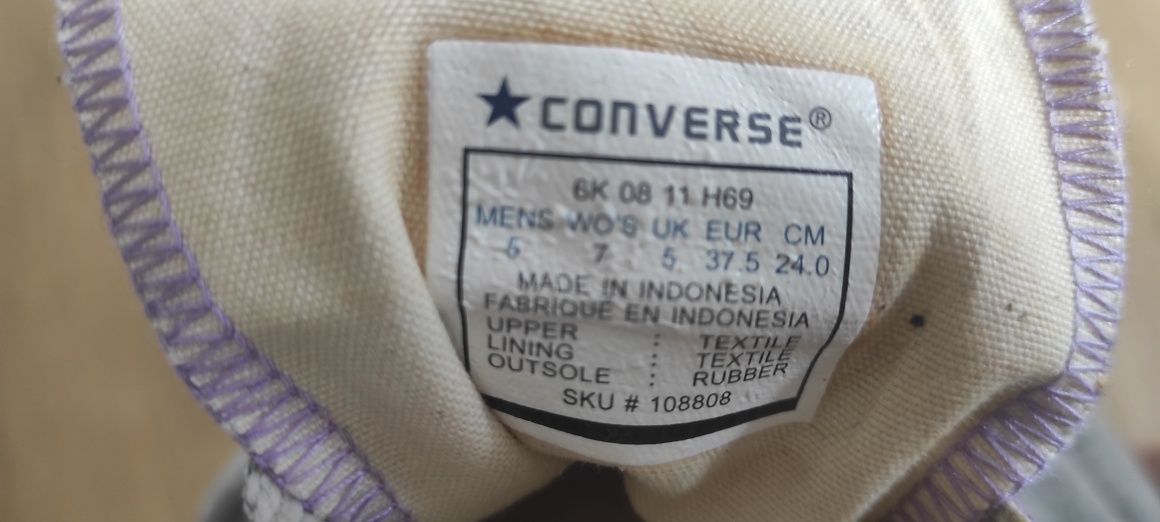 CONVERSE®
6K 08 11 H69
MENS WO'S UK EUR CM
5 7 5 37.5 24.0
MADE IN INDONESIA
FABRIQUE EN INDONESIA
UPPER : TEXTILE
LINING : TEXTILE
OUTSOLE : RUBBER
SKU # 108808